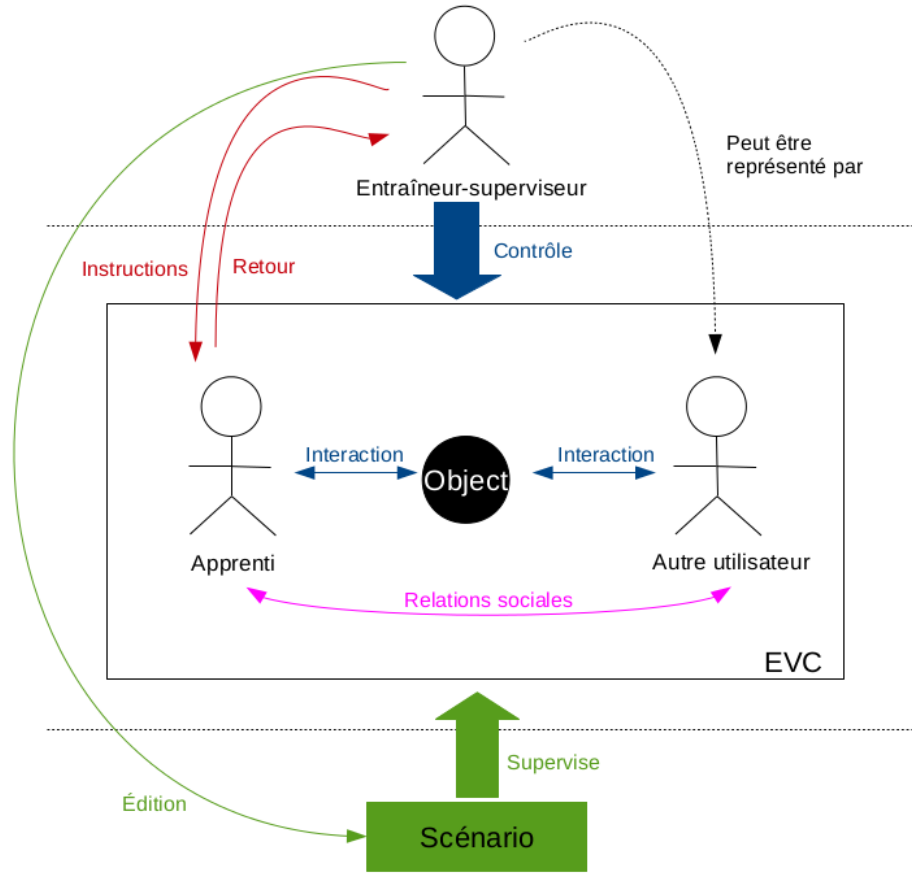 Peut être
représenté par
Entraîneur-superviseur
Contrôle
Instructions
Retour
Interaction
Interaction
Object
Apprenti
Autre utilisateur
Relations sociales
EVC
Supervise
Édition
Scénario